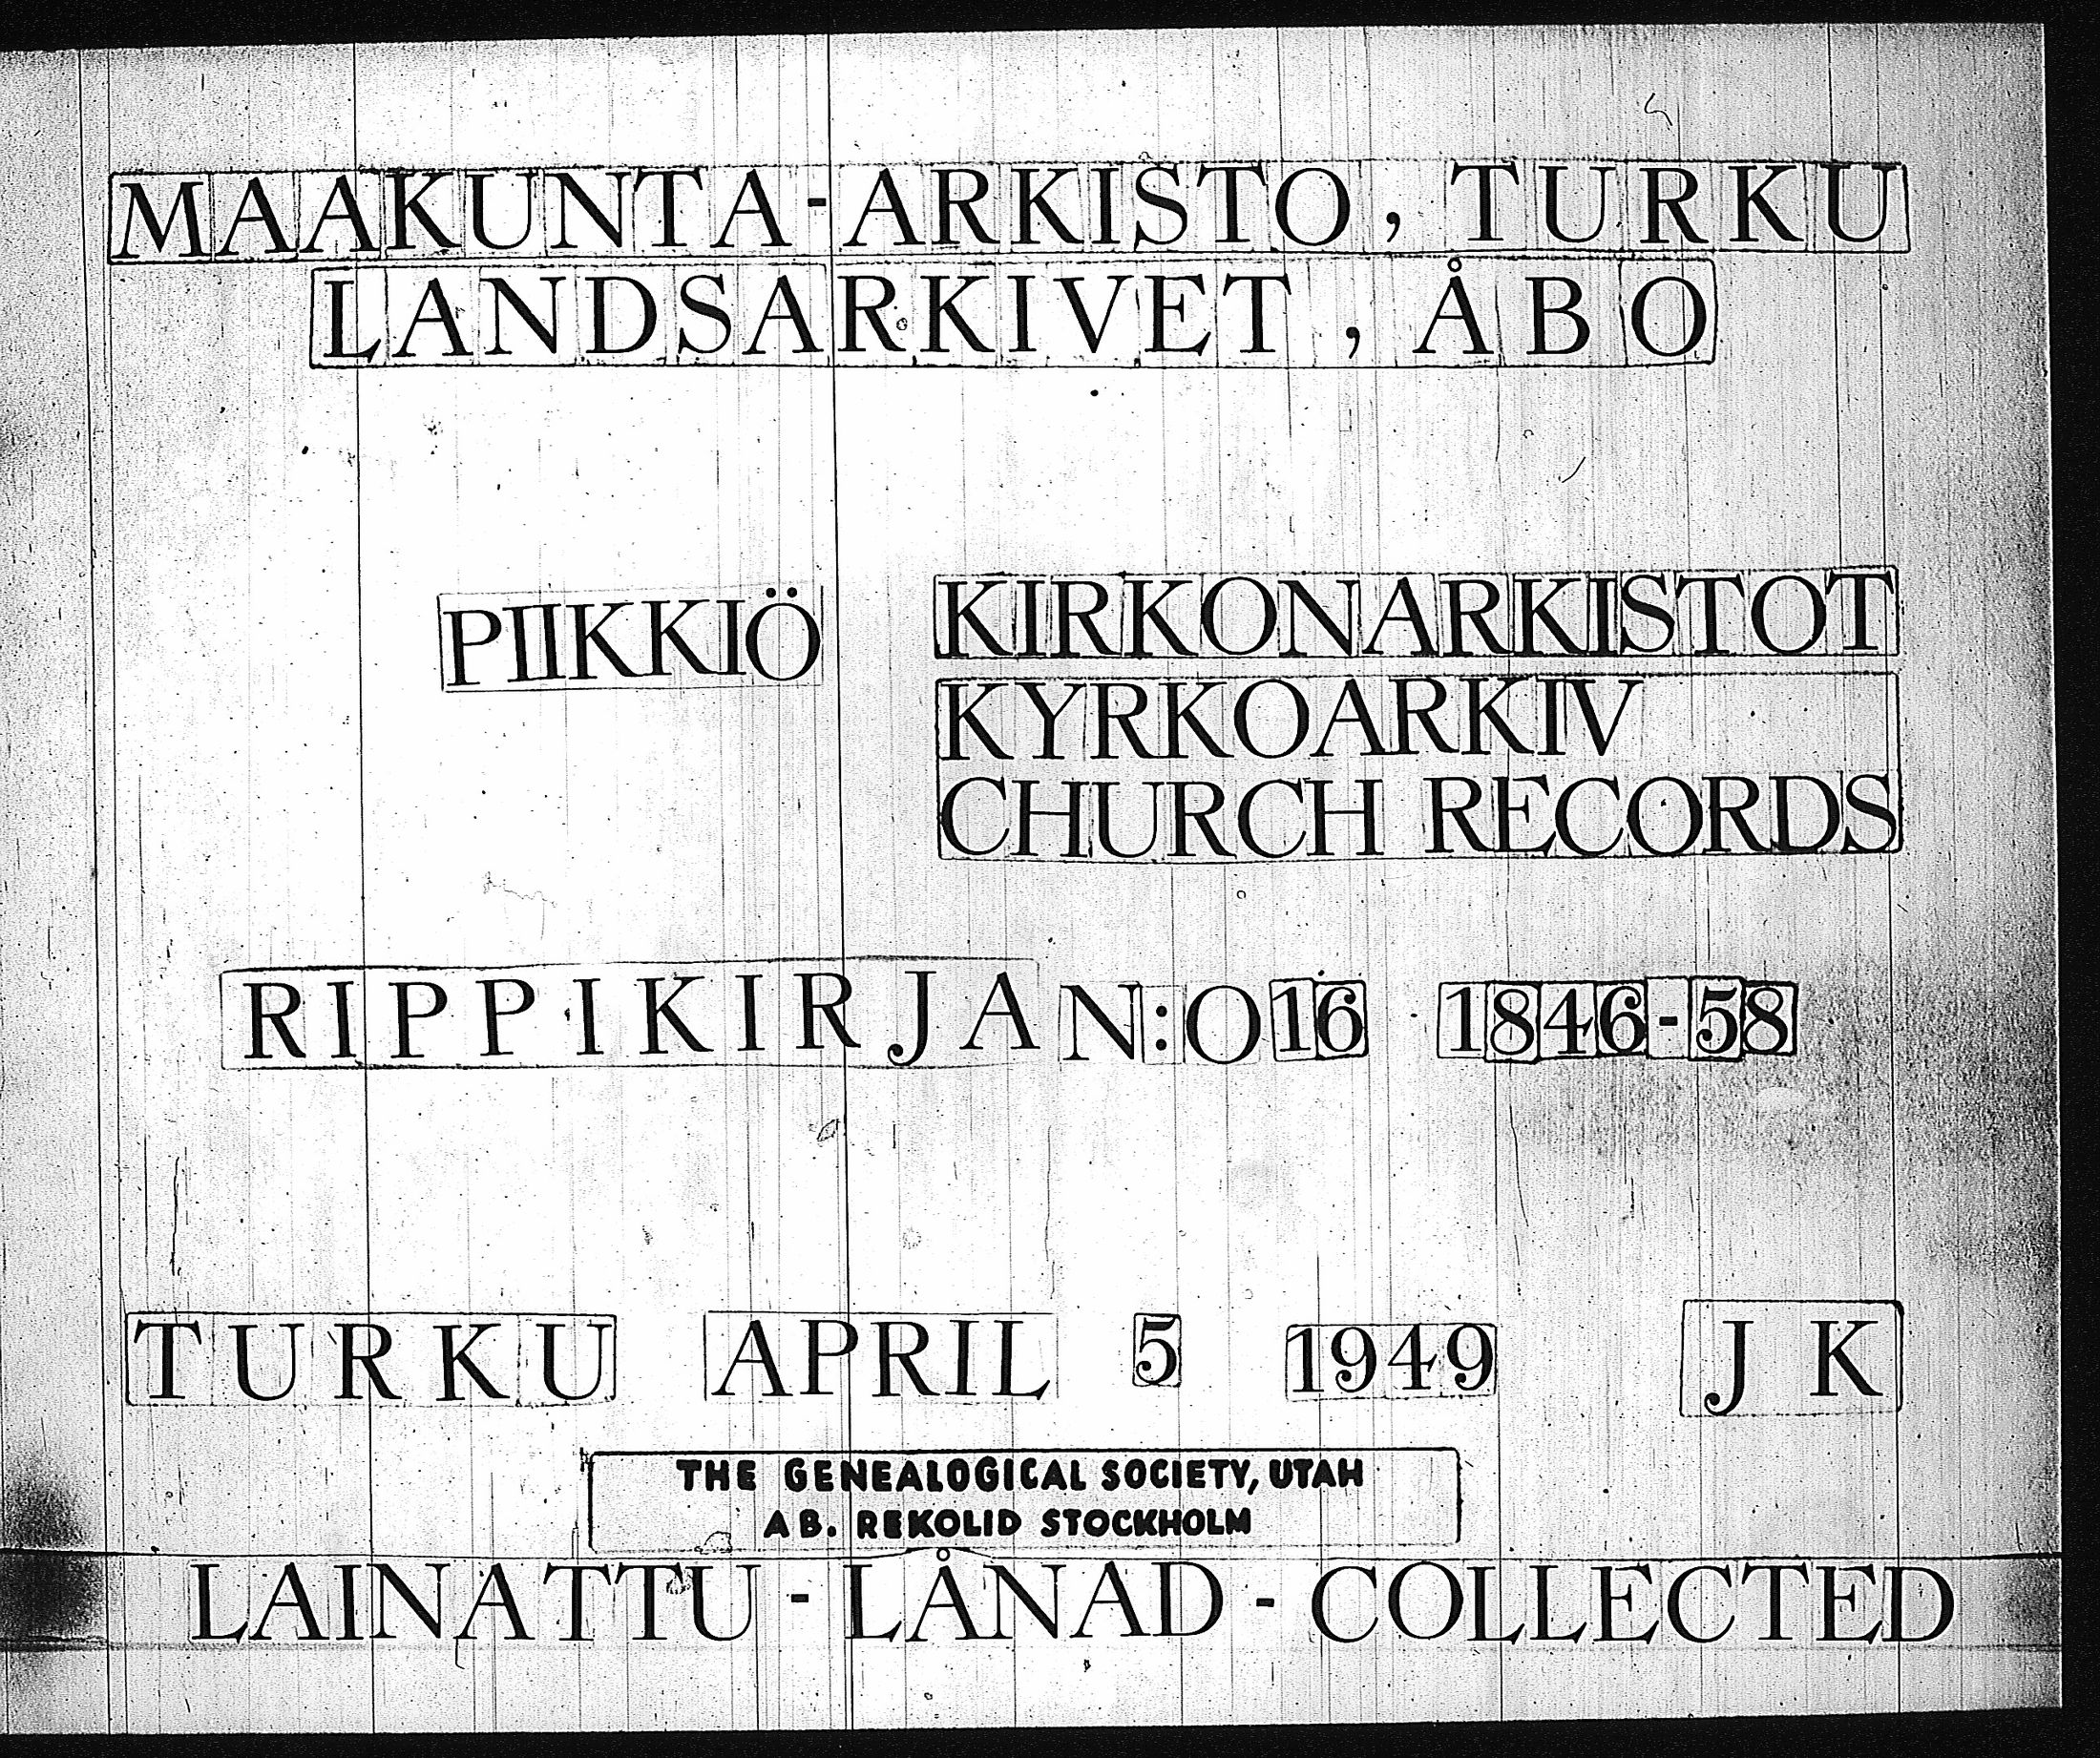 MAAKUNTA-ARKISTO, TURKU
LANDSARKIVET, ÅBO
PIIKKIÖ
KIRKONARKISTOT
KYRKOARKIV
CHURCH RECORDS
RIPPIKIRJA N:O 16 1846-58
TURKU APRIL 5 1949 J K
THE GENEALOGICAL SOCIETY, UTAH
AB. REKOLID STOCKHOLM
LAINATTU - LÅNAD - COLLECTED